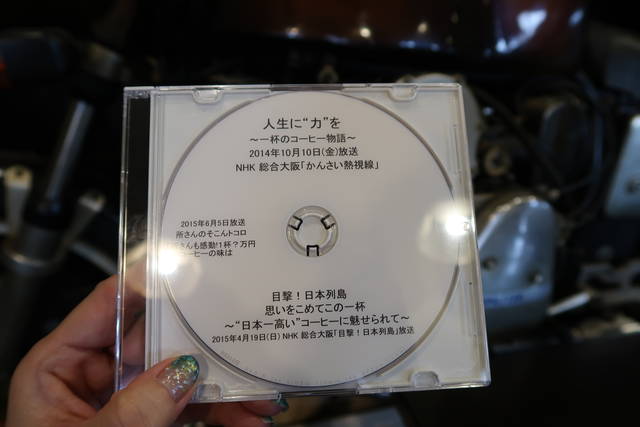 人生に“力”を
～一杯のコーヒー物語～
2014年10月10日(金)放送
NHK 総合大阪「かんさい熱視線」
2015年6月5日放送
所さんのそこんトコロ
さんも感動!1杯？万円
コーヒーの味は
目撃！日本列島
思いをこめてこの一杯
～“日本一高い”コーヒーに魅せられて～
2015年4月19日(日) NHK 総合大阪「目撃！日本列島」放送